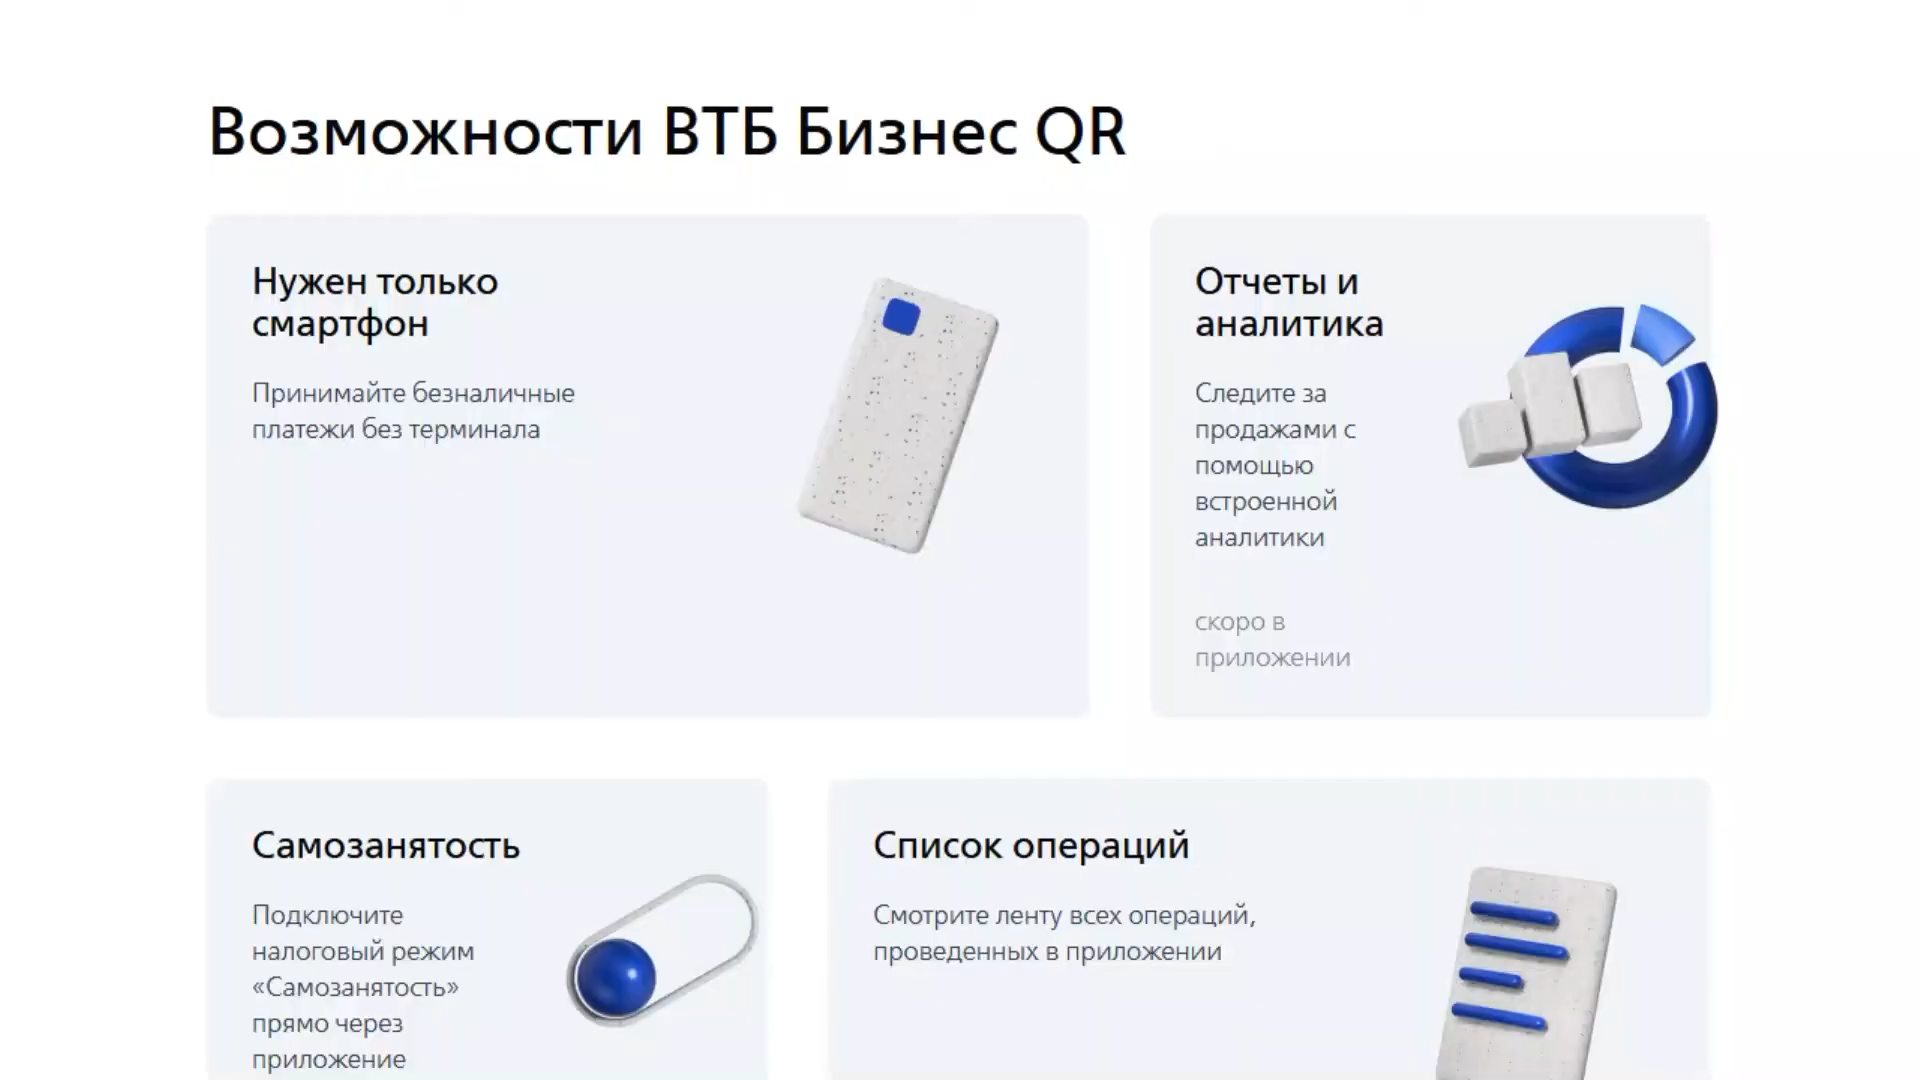 Возможности ВТБ Бизнес QR
Нужен только
смартфон
Принимайте безналичные
платежи без терминала
Отчеты и
аналитика
Следите за
продажами с
помощью
встроенной
аналитики
скоро в
приложении
Самозанятость
Подключите
налоговый режим
«Самозанятость»
прямо через
приложение
Список операций
Смотрите ленту всех операций,
проведенных в приложении